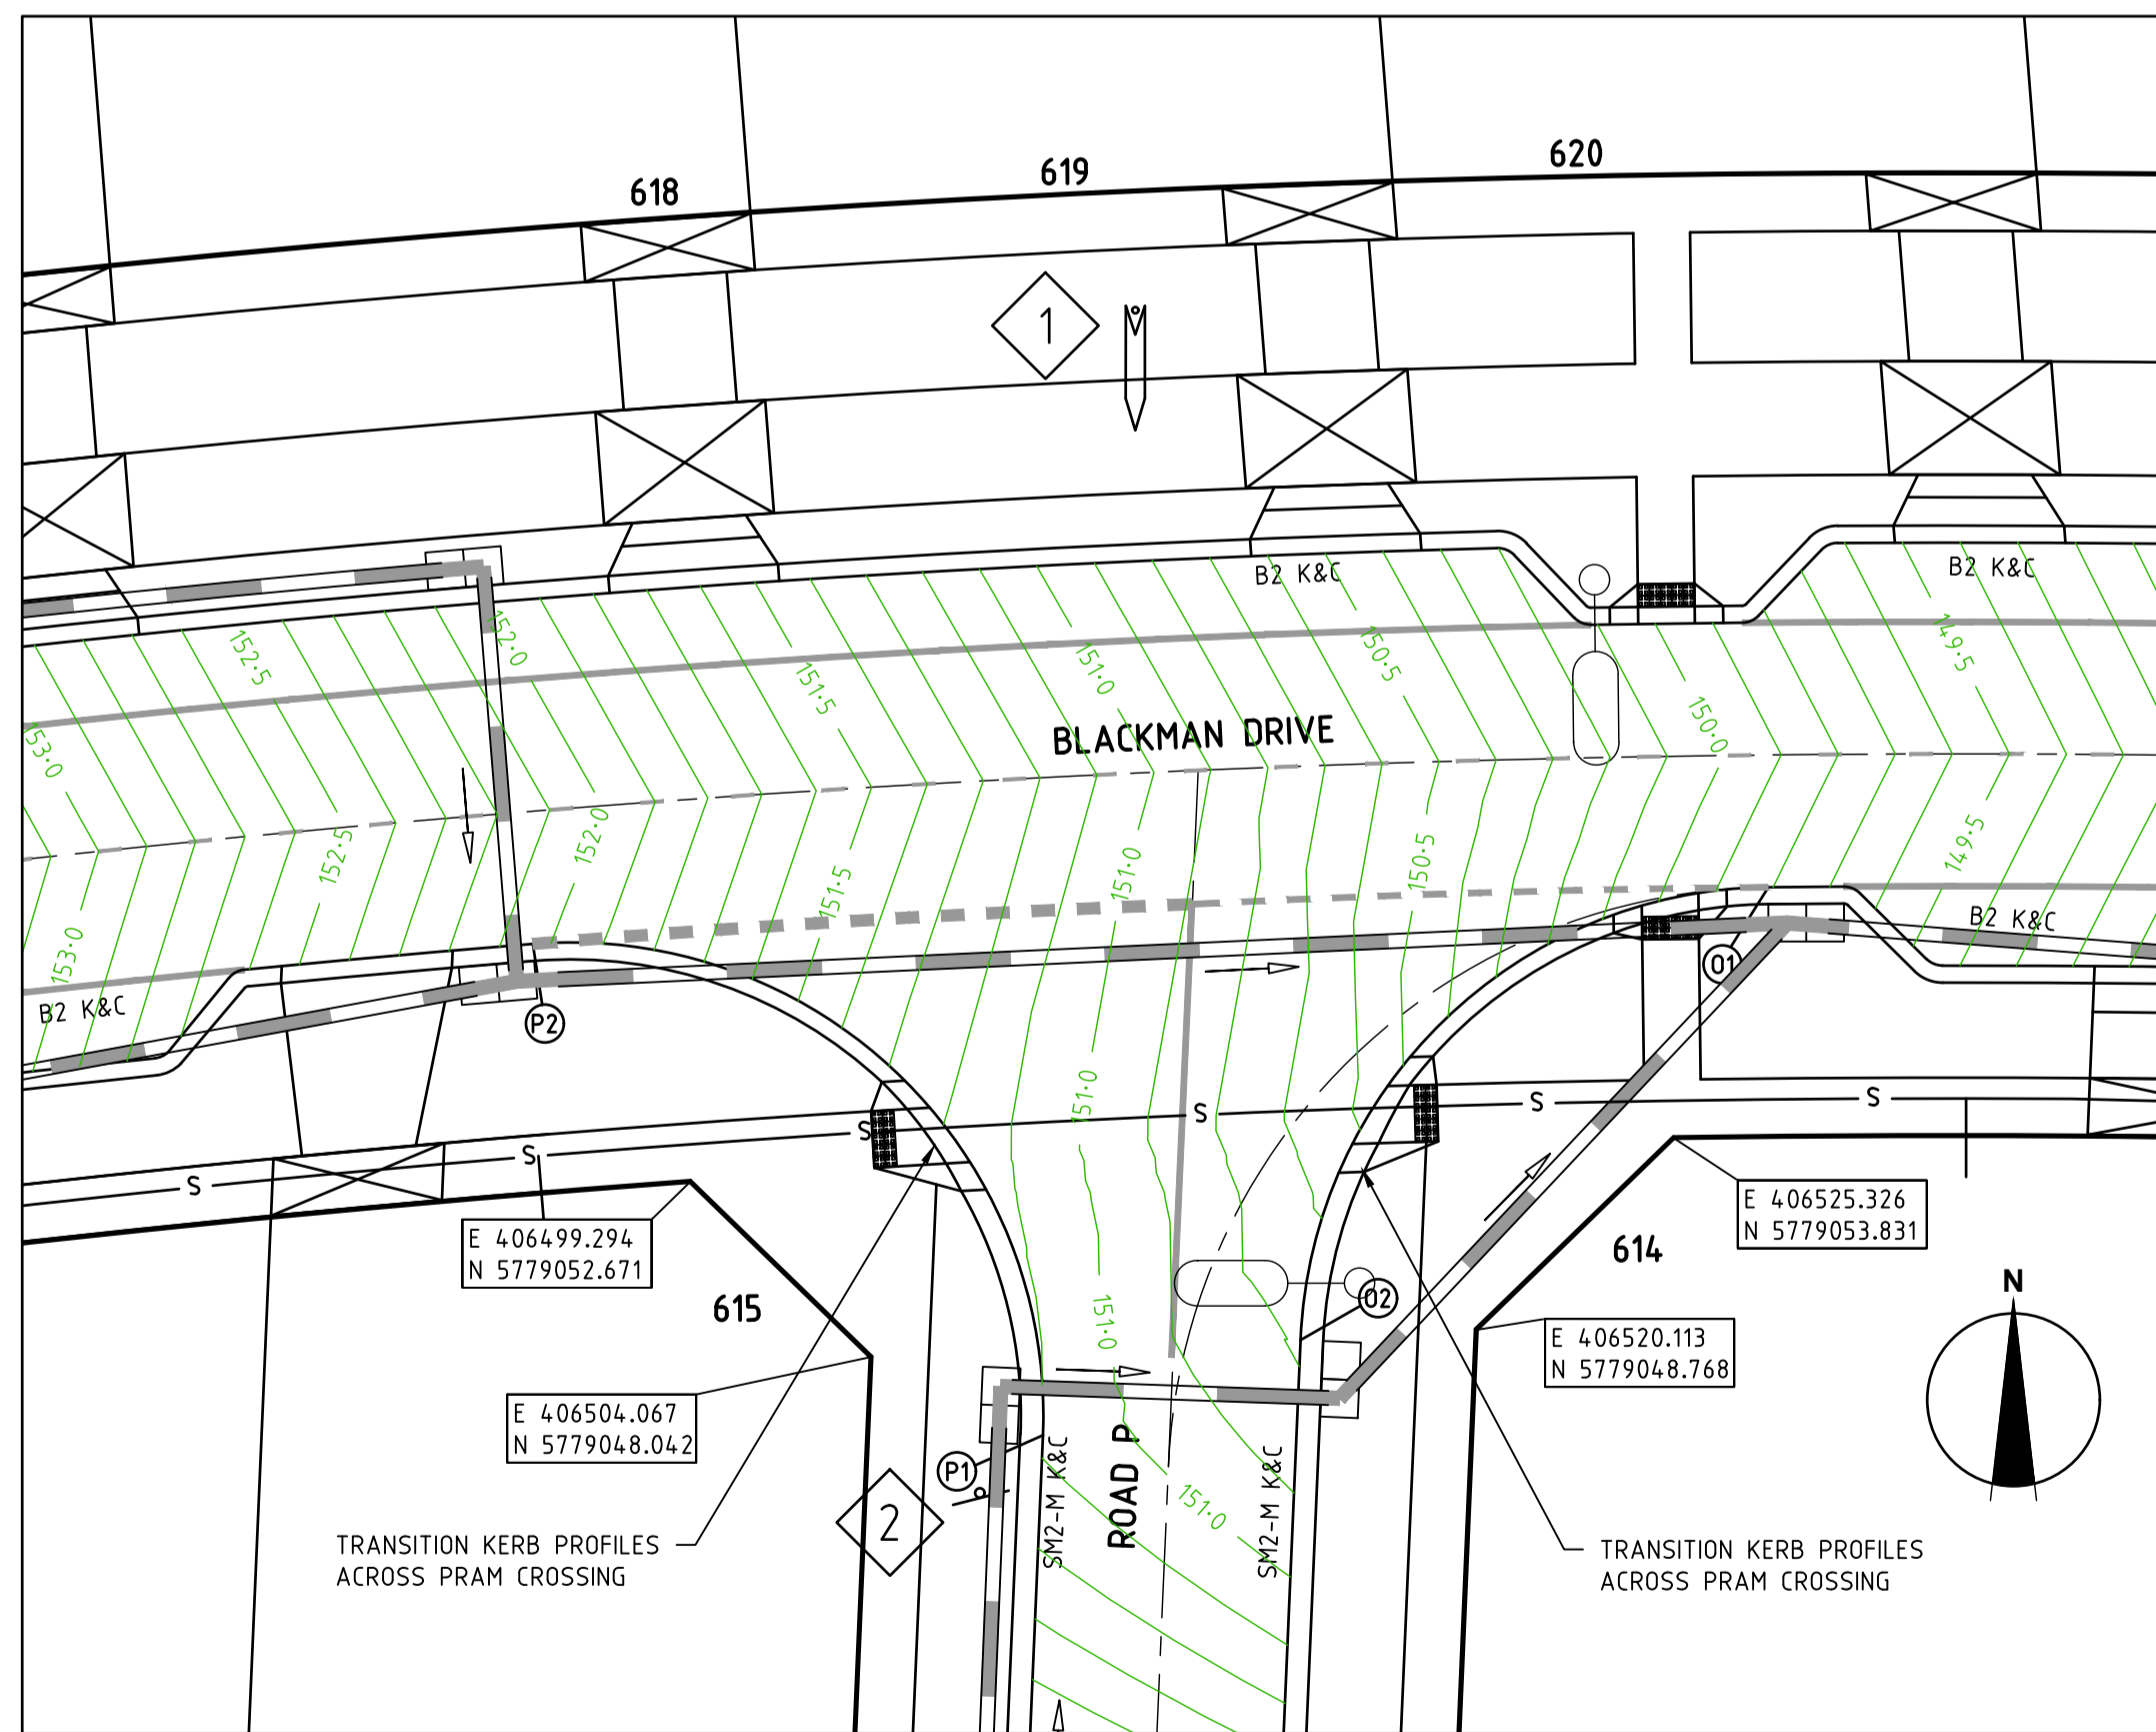 618
619
620
1
B2 K&C
B2 K&C
152·5
152·0
151·5
151·0
150·5
150·0
149·5
153·0
BLACKMAN DRIVE
152·5
152·0
151·5
151·0
150·5
149·5
153·0
B2 K&C
B2 K&C
P2
O1
151·0
S
S
S
S
S
S
E 406499.294
N 5779052.671
E 406525.326
N 5779053.831
615
614
N
151·0
O2
E 406520.113
N 5779048.768
E 406504.067
N 5779048.042
P1
2
SM2-M K&C
ROAD P
151·0
SM2-M K&C
TRANSITION KERB PROFILES
ACROSS PRAM CROSSING
TRANSITION KERB PROFILES
ACROSS PRAM CROSSING